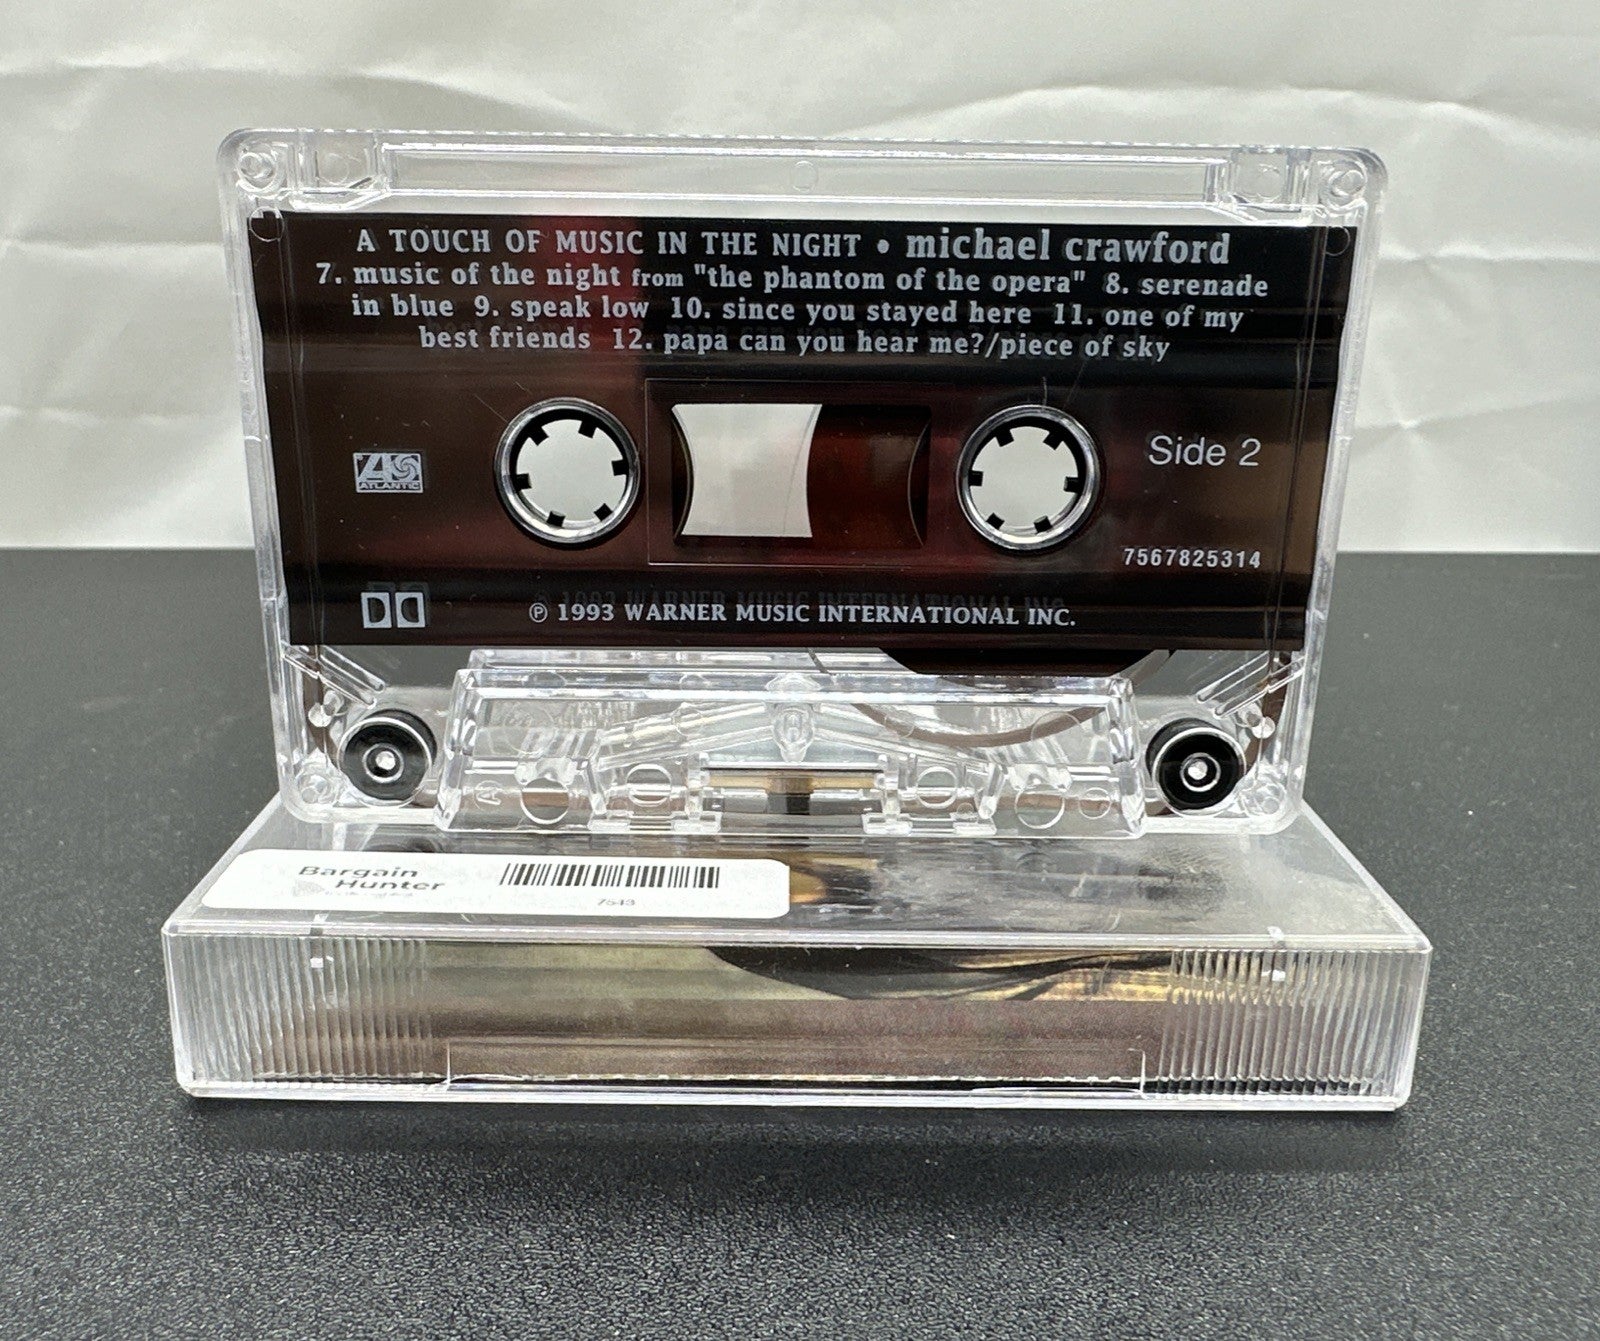 A TOUCH OF MUSIC IN THE NIGHT • michael crawford
7. music of the night from "the phantom of the opera" 8. serenade
in blue 9. speak low 10. since you stayed here 11. one of my
best friends 12. papa can you hear me?/piece of sky
ATLANTIC
Side 2
7567825314
℗ 1993 WARNER MUSIC INTERNATIONAL INC.
A
Bargain
Hunter
7543